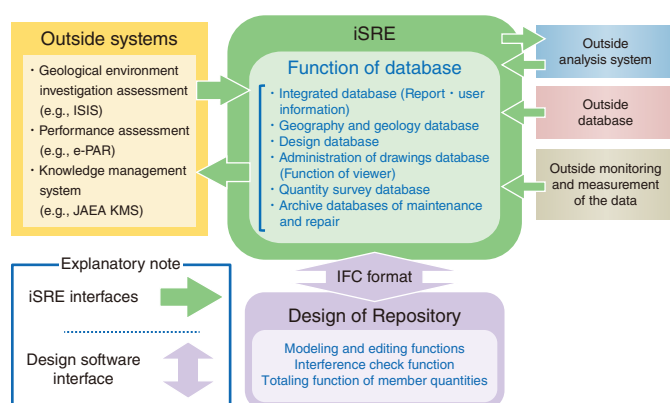 Outside systems
・Geological environment
investigation assessment
(e.g., ISIS)
・Performance assessment
(e.g., e-PAR)
・Knowledge management
system
(e.g., JAEA KMS)
iSRE
Function of database
・Integrated database (Report・user
information)
・Geography and geology database
・Design database
・Administration of drawings database
(Function of viewer)
・Quantity survey database
・Archive databases of maintenance
and repair
Outside
analysis system
Outside
database
Outside monitoring
and measurement
of the data
Explanatory note
iSRE interfaces
Design software
interface
IFC format
Design of Repository
Modeling and editing functions
Interference check function
Totaling function of member quantities